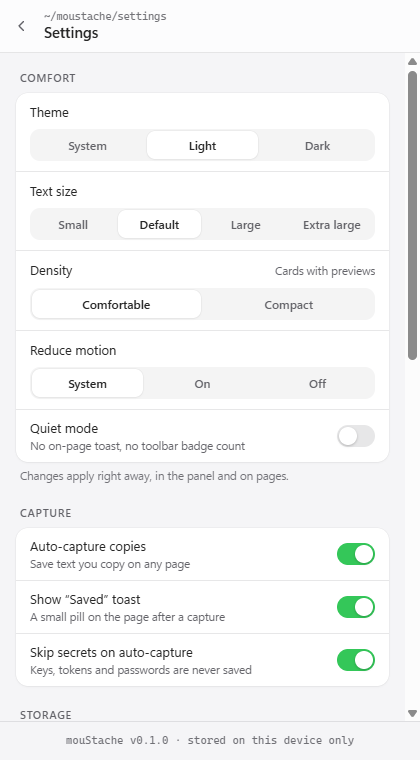 ~/moustache/settings
Settings
COMFORT
Theme
System Light Dark
Text size
Small Default Large Extra large
Density Cards with previews
Comfortable Compact
Reduce motion
System On Off
Quiet mode
No on-page toast, no toolbar badge count
Changes apply right away, in the panel and on pages.
CAPTURE
Auto-capture copies
Save text you copy on any page
Show “Saved” toast
A small pill on the page after a capture
Skip secrets on auto-capture
Keys, tokens and passwords are never saved
STORAGE
mouStache v0.1.0 · stored on this device only